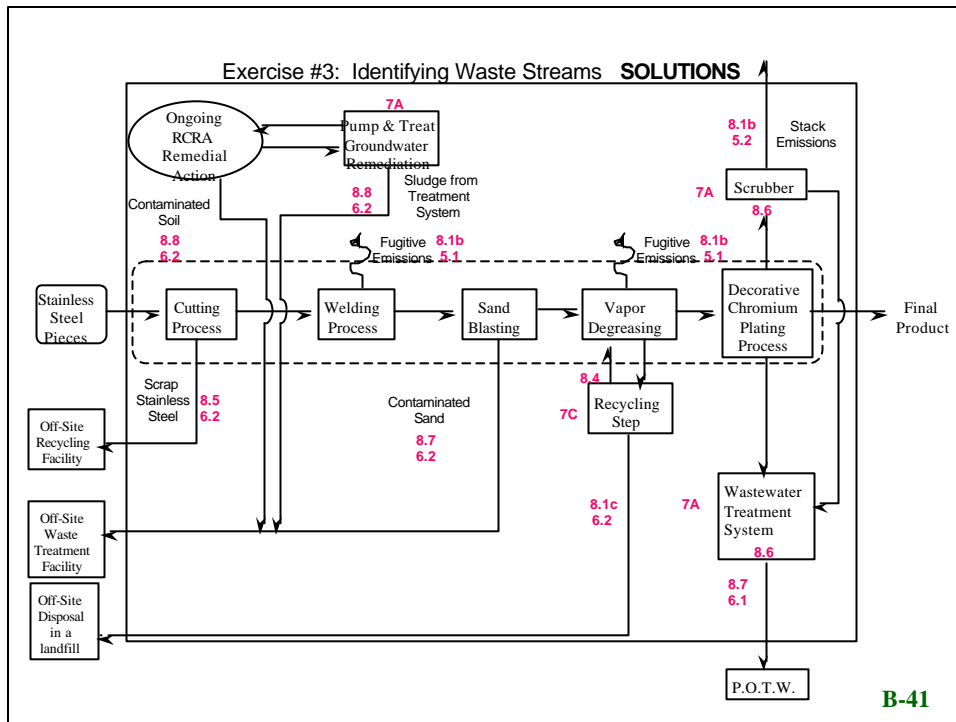 Exercise #3: Identifying Waste Streams SOLUTIONS
Ongoing
RCRA
Remedial
Action
7A
Pump & Treat
Groundwater
Remediation
8.1b
5.2
Stack
Emissions
7A
Scrubber
8.6
Contaminated
Soil
8.8
6.2
8.8
6.2
Sludge from
Treatment
System
Fugitive
Emissions
8.1b
5.1
Fugitive
Emissions
8.1b
5.1
Stainless
Steel
Pieces
Cutting
Process
Welding
Process
Sand
Blasting
Vapor
Degreasing
Decorative
Chromium
Plating
Process
Final
Product
Scrap
Stainless
Steel
8.5
6.2
Contaminated
Sand
8.7
6.2
8.4
7C
Recycling
Step
Off-Site
Recycling
Facility
8.1c
6.2
7A
Wastewater
Treatment
System
8.6
Off-Site
Waste
Treatment
Facility
8.7
6.1
Off-Site
Disposal
in a
landfill
P.O.T.W.
B-41